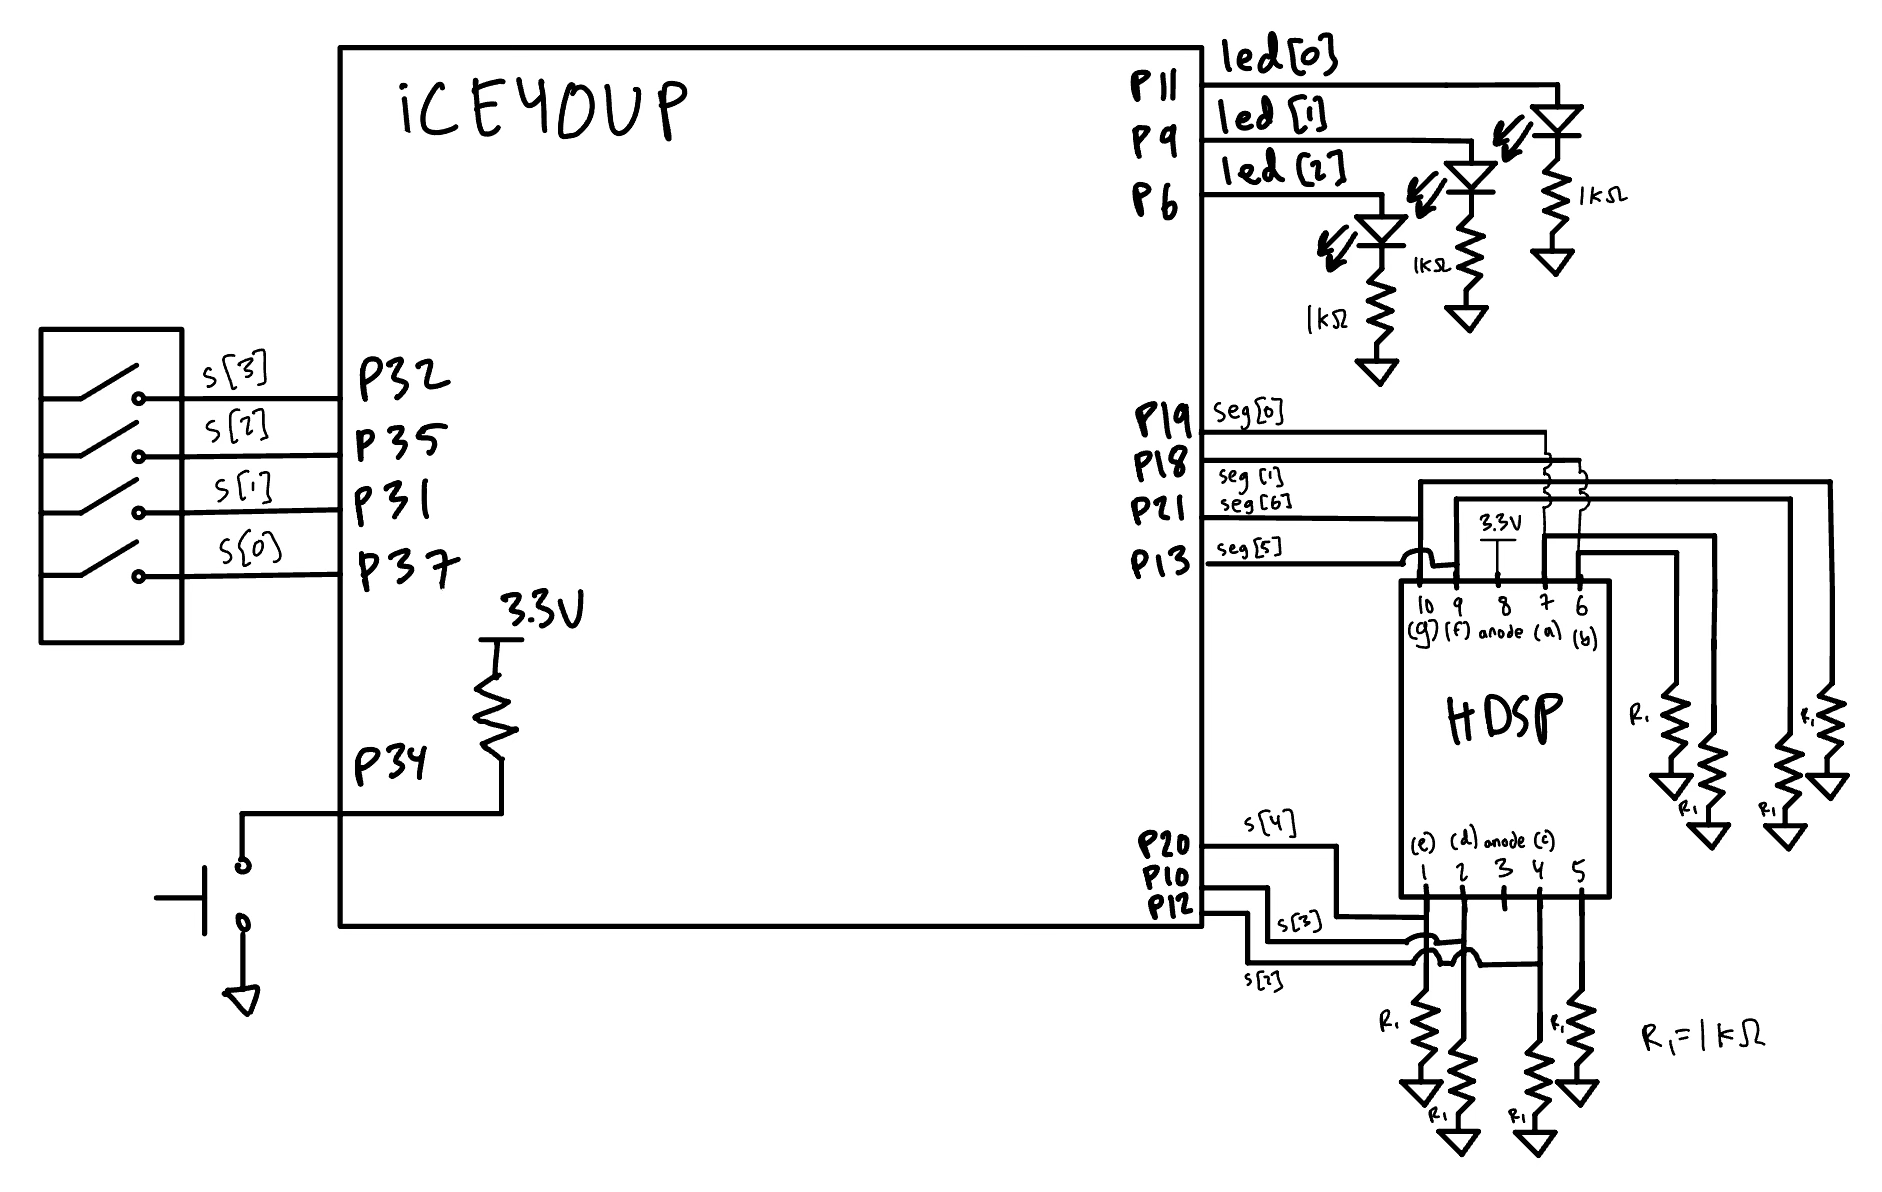 iCE40UP
P11
led[0]
P9
led[1]
P6
led[2]
1kΩ
1kΩ
1kΩ
s[3]
P32
s[2]
P35
s[1]
P31
s[0]
P37
3.3V
P34
P19
seg[0]
P18
seg[1]
P21
seg[6]
P13
seg[5]
3.3V
10 9 8 7 6
(g) (f) anode (a) (b)
HDSP
R1
R1
R1
R1
P20
s[4]
P10
s[3]
P12
s[2]
(e) (d) anode (c)
1 2 3 4 5
R1
R1
R1
R1
R1=1kΩ